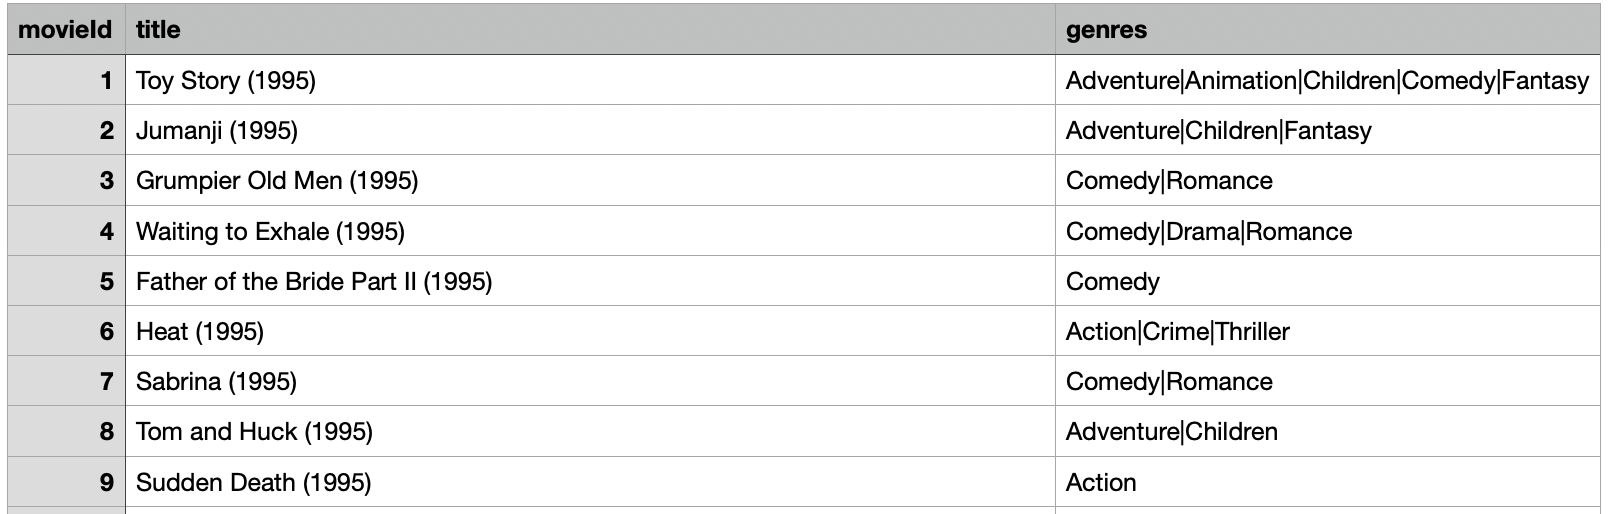 movieId title genres
1 Toy Story (1995) Adventure|Animation|Children|Comedy|Fantasy
2 Jumanji (1995) Adventure|Children|Fantasy
3 Grumpier Old Men (1995) Comedy|Romance
4 Waiting to Exhale (1995) Comedy|Drama|Romance
5 Father of the Bride Part II (1995) Comedy
6 Heat (1995) Action|Crime|Thriller
7 Sabrina (1995) Comedy|Romance
8 Tom and Huck (1995) Adventure|Children
9 Sudden Death (1995) Action